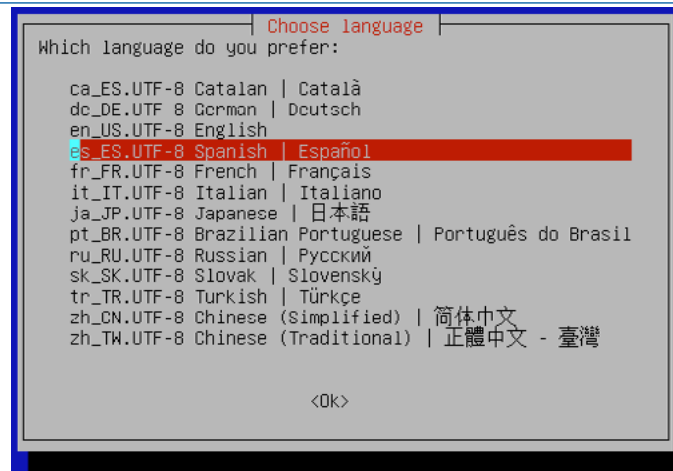 Choose language
Which language do you prefer:
ca_ES.UTF-8 Catalan | Català
de_DE.UTF 8 German | Deutsch
en_US.UTF-8 English
es_ES.UTF-8 Spanish | Español
fr_FR.UTF-8 French | Français
it_IT.UTF-8 Italian | Italiano
ja_JP.UTF-8 Japanese | 日本語
pt_BR.UTF-8 Brazilian Portuguese | Português do Brasil
ru_RU.UTF-8 Russian | Русский
sk_SK.UTF-8 Slovak | Slovenský
tr_TR.UTF-8 Turkish | Türkçe
zh_CN.UTF-8 Chinese (Simplified) | 简体中文
zh_TW.UTF-8 Chinese (Traditional) | 正體中文 - 臺灣
<Ok>